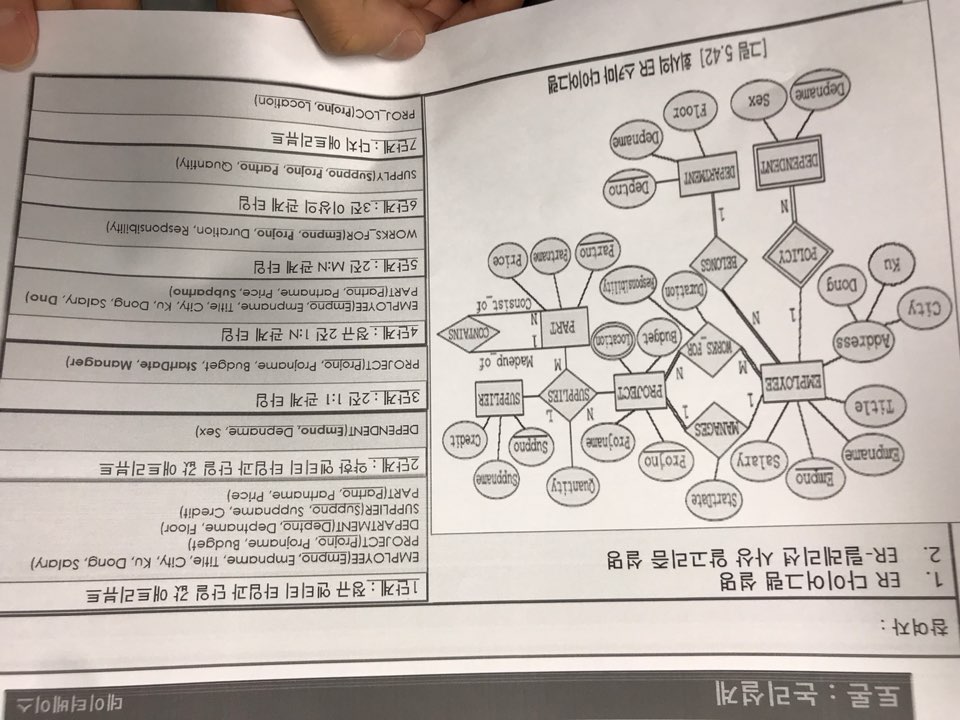 토론 : 논리설계
데이터베이스
참여자 :
1. ER 다이어그램 설명
2. ER-릴레이션 사상 알고리즘 설명
StartDate
Quantity
Empno
Suppname
Empname
Salary
Projno
Projname
Suppno
Credit
Title
MANAGES
1
1
L
N
EMPLOYEE
PROJECT
SUPPLIES
SUPPLIER
M
N
M
Address
WORKS_FOR
Budget
Location
Madeup_of
1
City
1
N
PART
CONTAINS
N
Dong
Duration
Responsibility
Consist_of
Ku
POLICY
BELONGS
Partno
Partname
Price
N
1
DEPENDENT
DEPARTMENT
Deptno
Depname
Depname
Sex
Floor
[그림 5.42] 회사의 ER 스키마 다이어그램
1단계 : 정규 엔티티 타입과 단일 값 애트리뷰트
EMPLOYEE(Empno, Empname, Title, City, Ku, Dong, Salary)
PROJECT(Projno, Projname, Budget)
DEPARTMENT(Deptno, Deptname, Floor)
SUPPLIER(Suppno, Suppname, Credit)
PART(Partno, Partname, Price)
2단계 : 약한 엔티티 타입과 단일 값 애트리뷰트
DEPENDENT(Empno, Depname, Sex)
3단계 : 2진 1:1 관계 타입
PROJECT(Projno, Projname, Budget, StartDate, Manager)
4단계 : 정규 2진 1:N 관계 타입
EMPLOYEE(Empno, Empname, Title, City, Ku, Dong, Salary, Dno)
PART(Partno, Partname, Price, Subpartno)
5단계 : 2진 M:N 관계 타입
WORKS_FOR(Empno, Projno, Duration, Responsibility)
6단계 : 3진 이상의 관계 타입
SUPPLY(Suppno, Projno, Partno, Quantity)
7단계 : 다치 애트리뷰트
PROJ_LOC(Projno, Location)